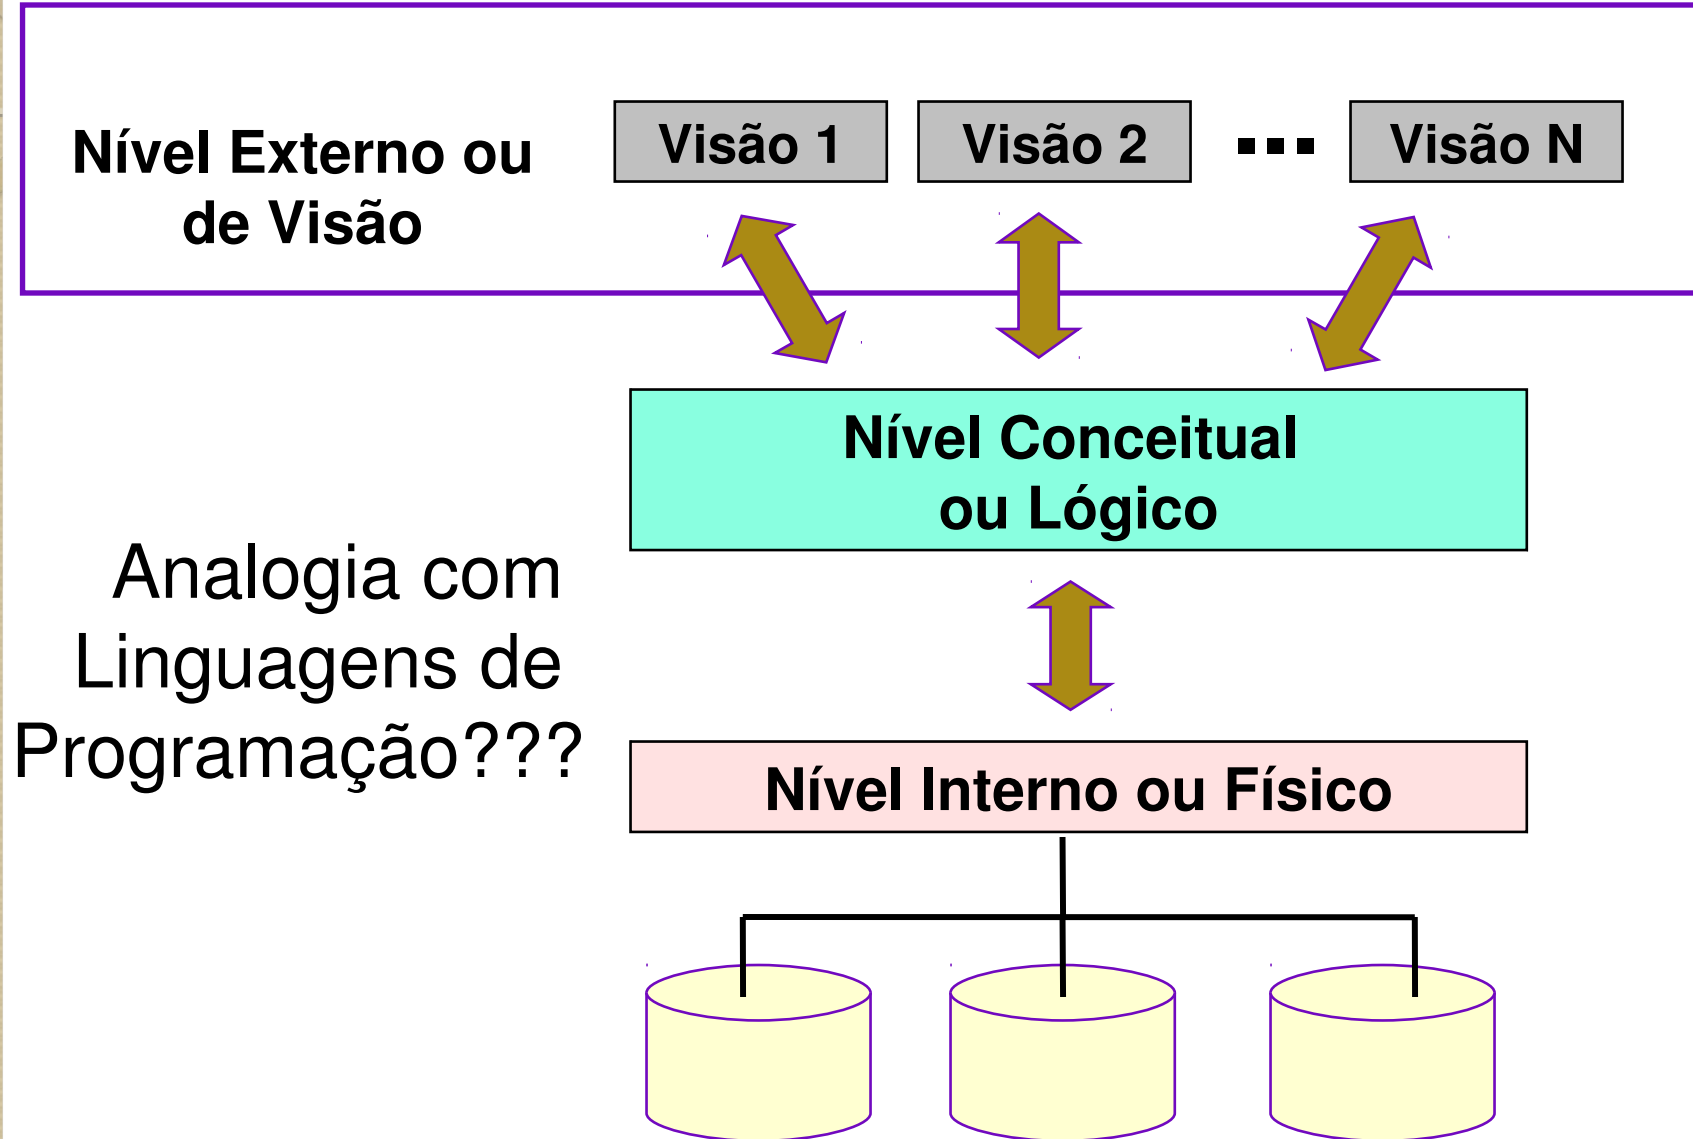 Nível Externo ou
de Visão
Visão 1
Visão 2
...
Visão N
Nível Conceitual
ou Lógico
Analogia com
Linguagens de
Programação???
Nível Interno ou Físico